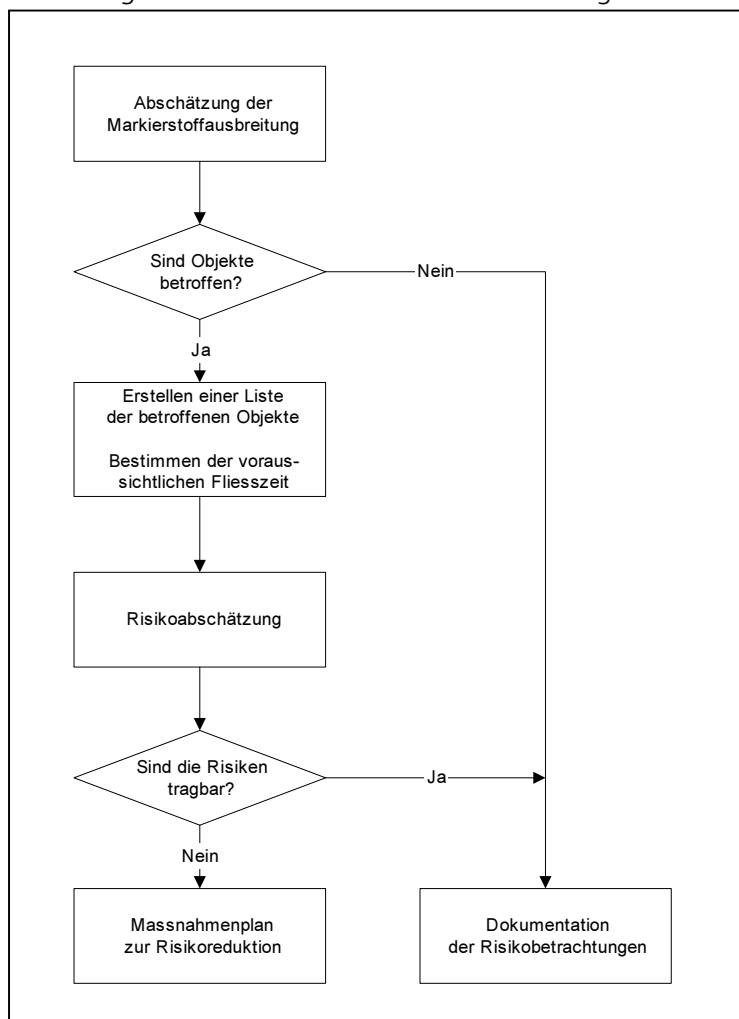 Abschätzung der
Markierstoffausbreitung
Sind Objekte
betroffen?
Nein
Ja
Erstellen einer Liste
der betroffenen Objekte
Bestimmen der voraus-
sichtlichen Fliesszeit
Risikoabschätzung
Sind die Risiken
tragbar?
Ja
Nein
Massnahmenplan
zur Risikoreduktion
Dokumentation
der Risikobetrachtungen